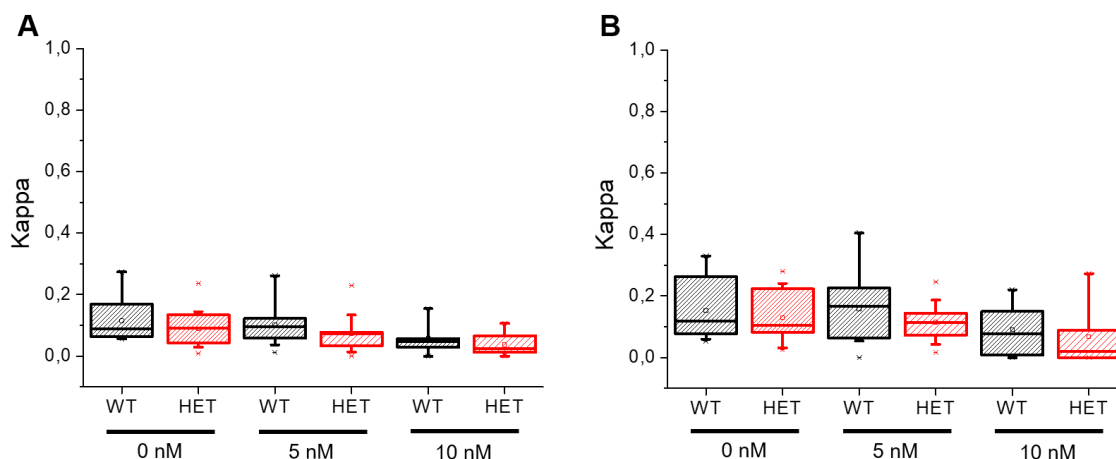 A
Kappa
1,0
0,8
0,6
0,4
0,2
0,0
WT HET WT HET WT HET
0 nM 5 nM 10 nM
B
Kappa
1,0
0,8
0,6
0,4
0,2
0,0
WT HET WT HET WT HET
0 nM 5 nM 10 nM